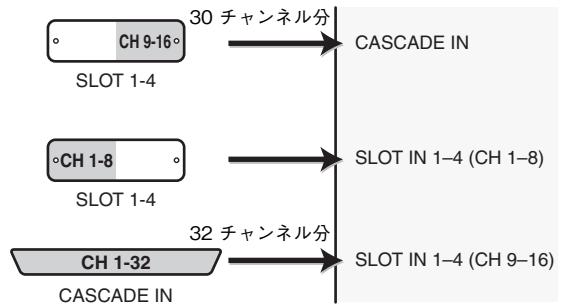 30 チャンネル分
CH 9-16
CASCADE IN
SLOT 1-4
CH 1-8
SLOT IN 1–4 (CH 1–8)
SLOT 1-4
32 チャンネル分
CH 1-32
SLOT IN 1–4 (CH 9–16)
CASCADE IN